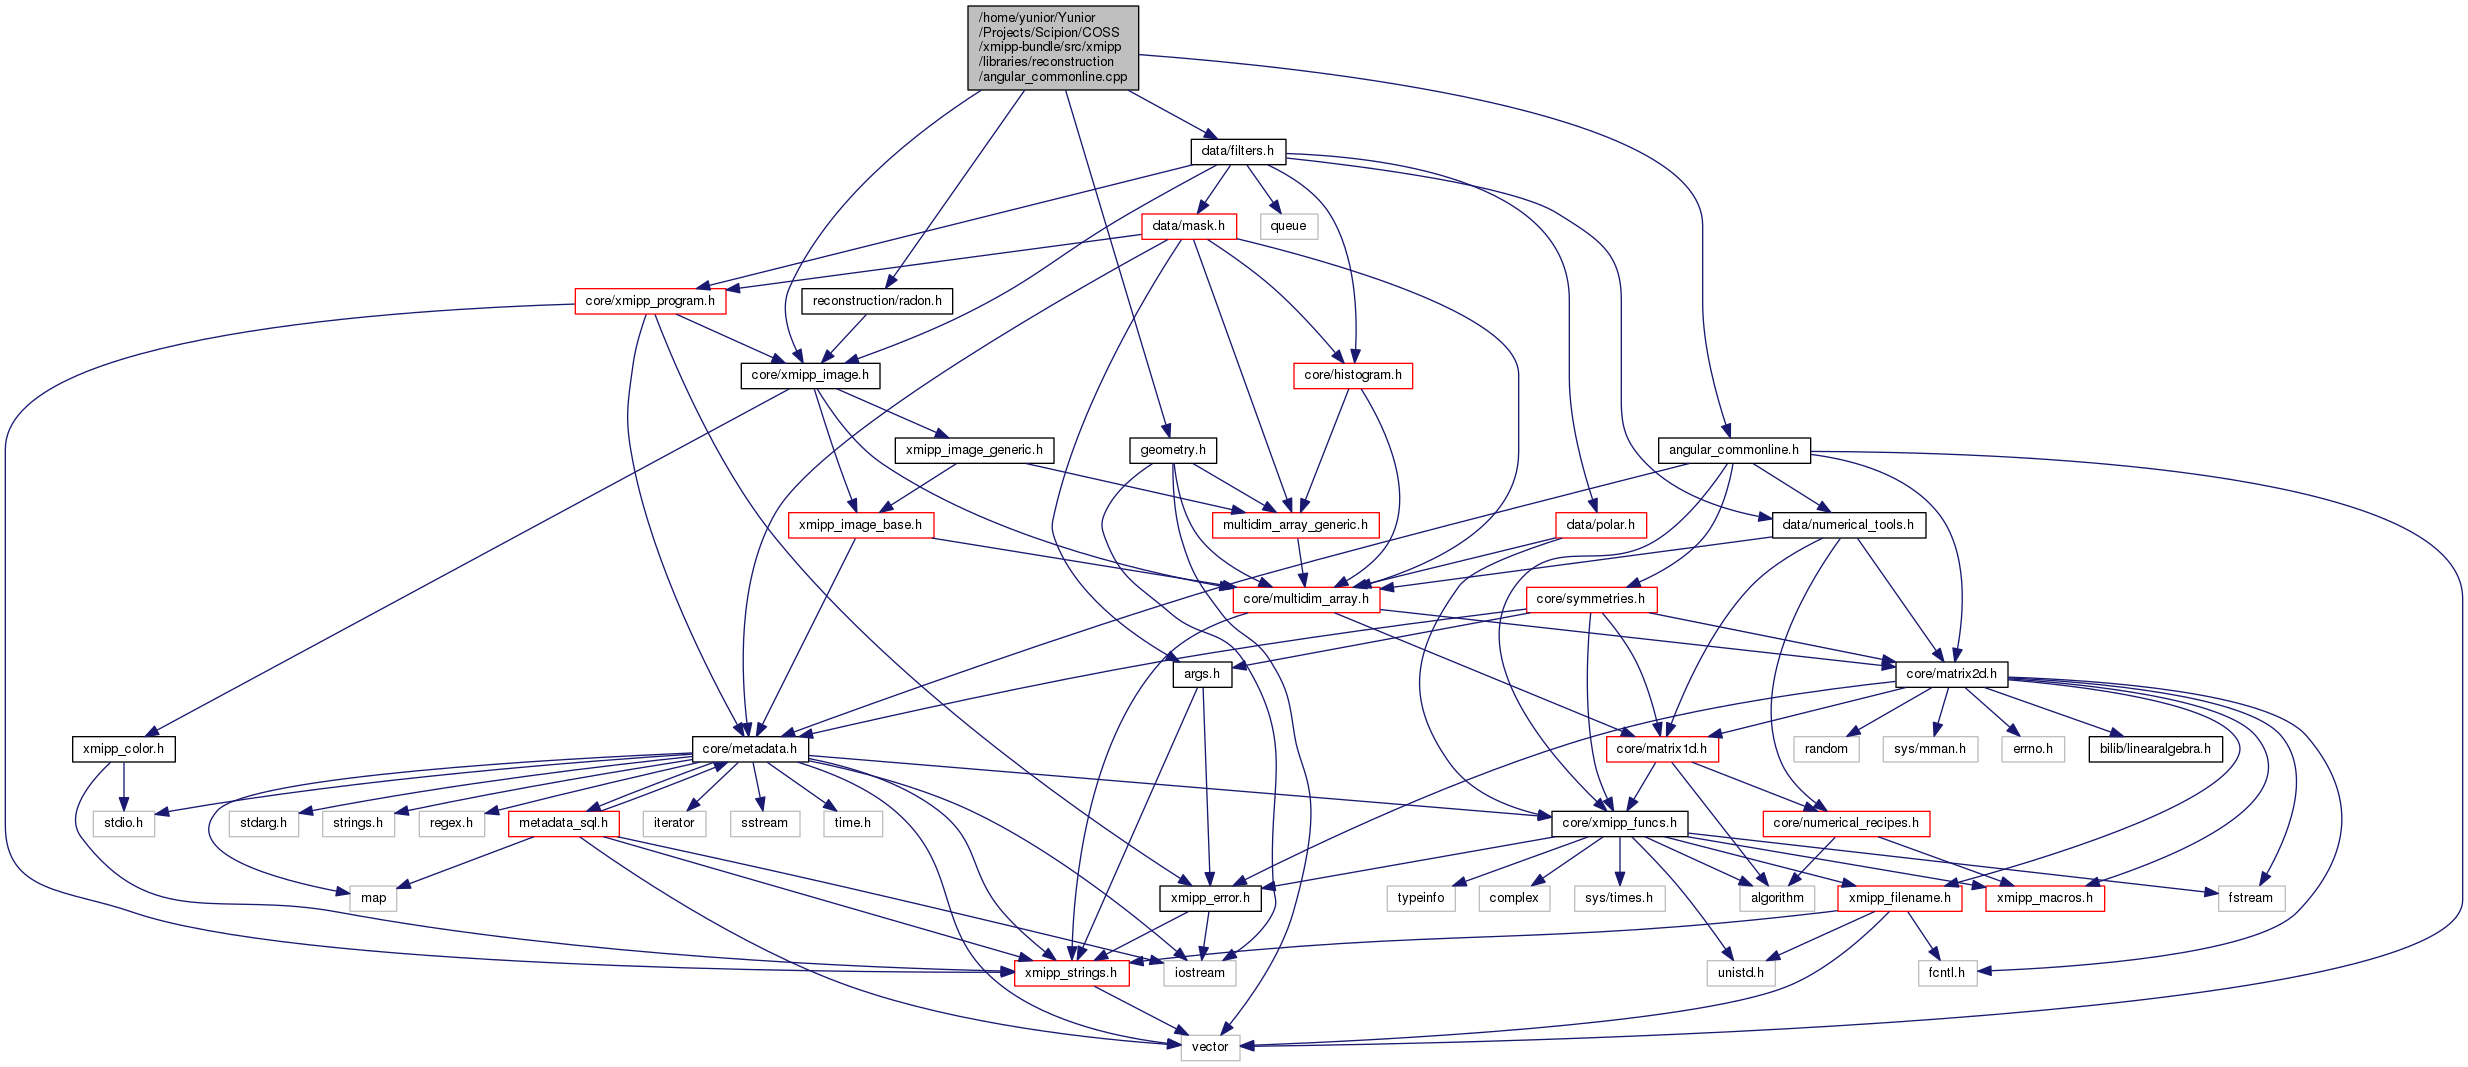 /home/yunior/Yunior
/Projects/Scipion/COSS
/xmipp-bundle/src/xmipp
/libraries/reconstruction
/angular_commonline.cpp
data/filters.h
data/mask.h
queue
core/xmipp_program.h
reconstruction/radon.h
core/xmipp_image.h
core/histogram.h
xmipp_image_generic.h
geometry.h
angular_commonline.h
xmipp_image_base.h
multidim_array_generic.h
data/polar.h
data/numerical_tools.h
core/multidim_array.h
core/symmetries.h
args.h
core/matrix2d.h
xmipp_color.h
core/metadata.h
core/matrix1d.h
random
sys/mman.h
errno.h
bilib/linearalgebra.h
stdio.h
stdarg.h
strings.h
regex.h
metadata_sql.h
iterator
sstream
time.h
core/xmipp_funcs.h
core/numerical_recipes.h
map
xmipp_error.h
typeinfo
complex
sys/times.h
algorithm
xmipp_filename.h
xmipp_macros.h
fstream
xmipp_strings.h
iostream
unistd.h
fcntl.h
vector